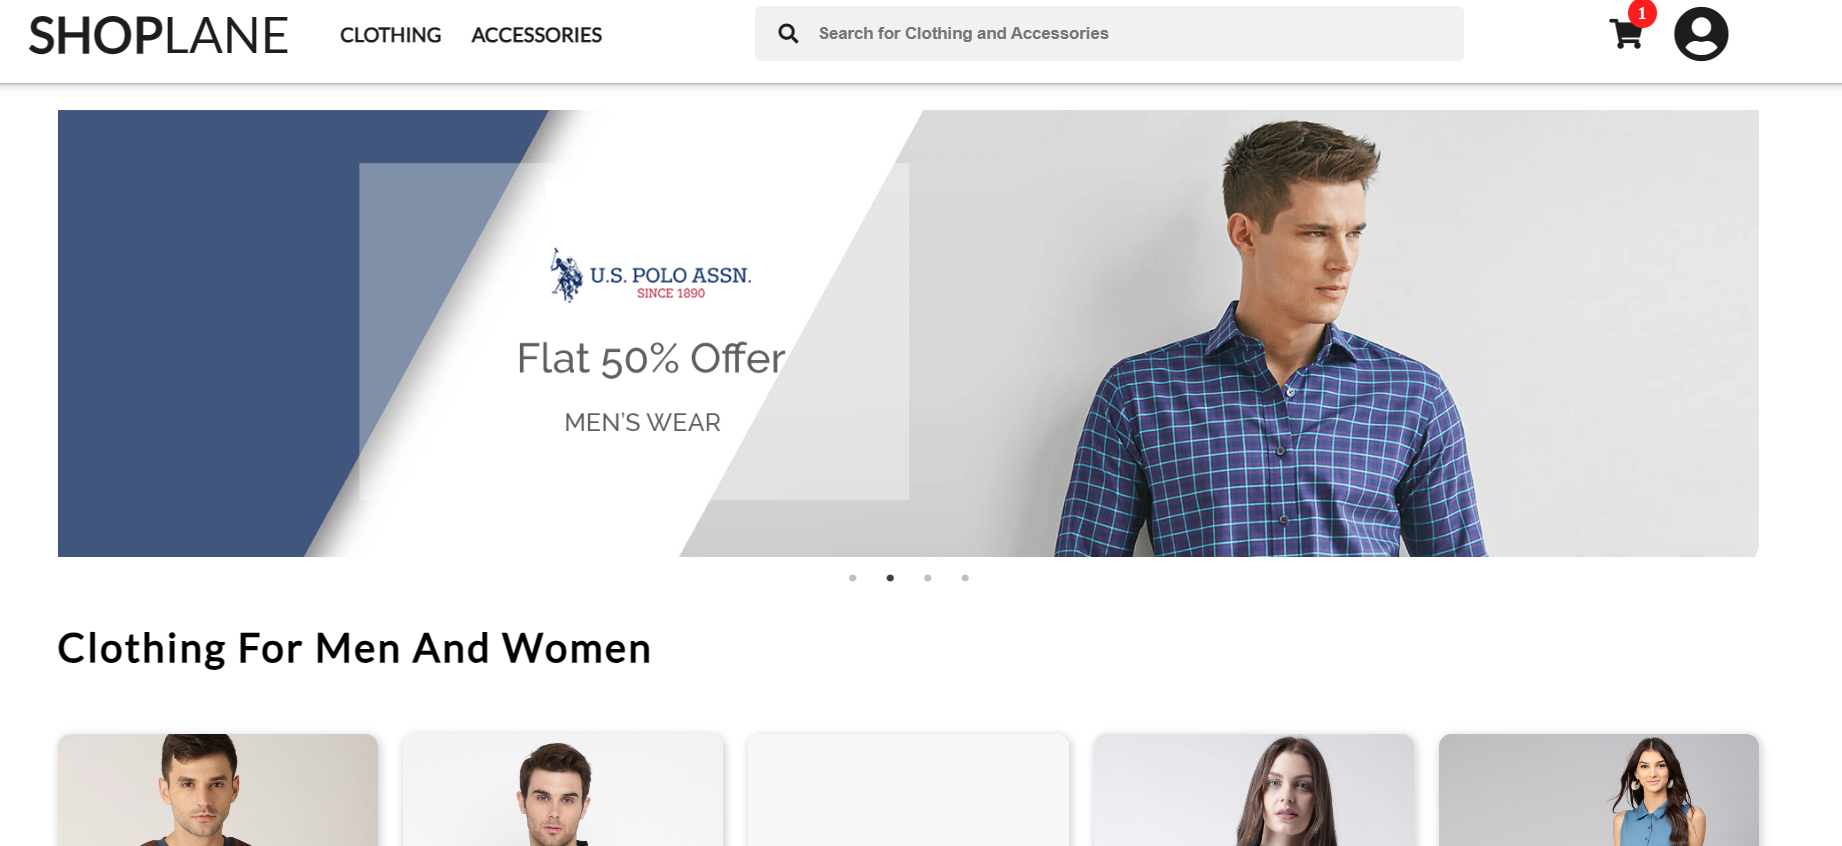 SHOPLANE
CLOTHING
ACCESSORIES
Search for Clothing and Accessories
1
U.S. POLO ASSN.
SINCE 1890
Flat 50% Offer
MEN'S WEAR
Clothing For Men And Women